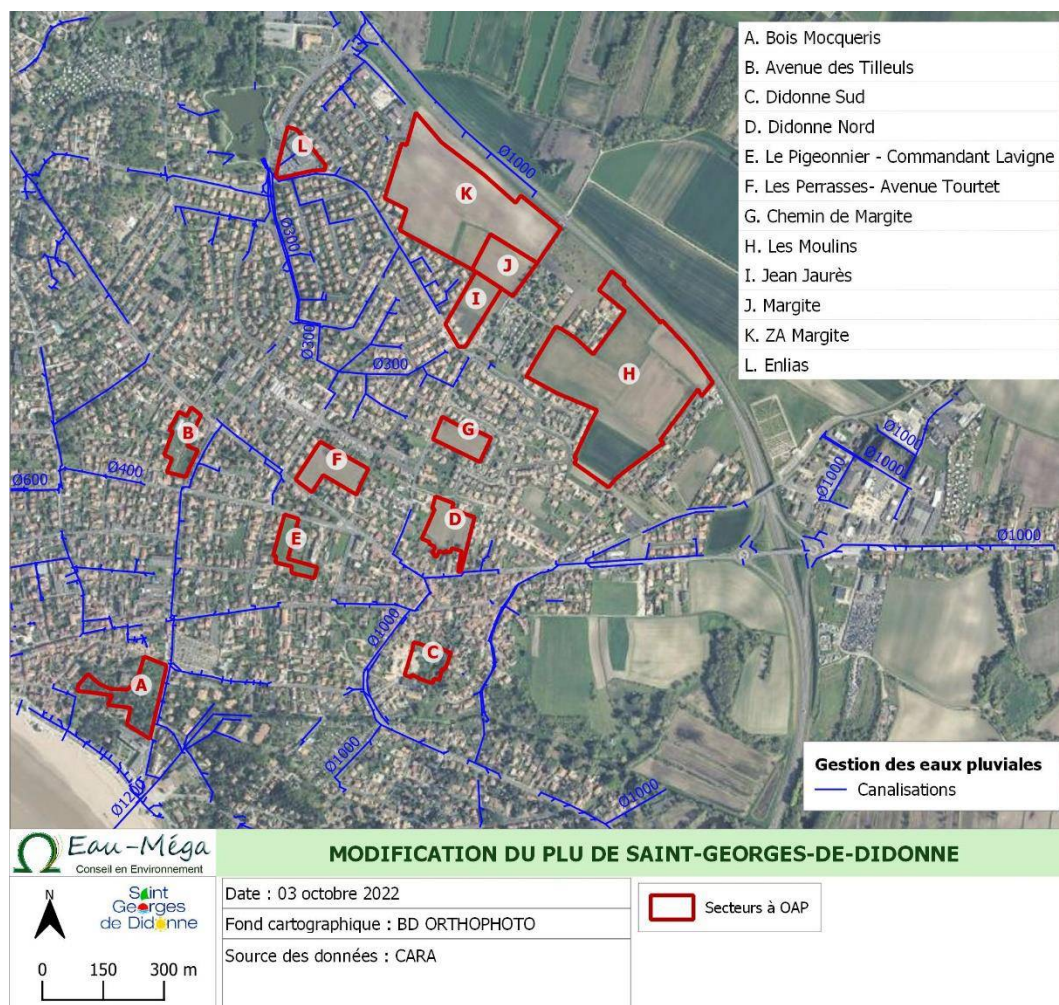 A. Bois Mocqueris
B. Avenue des Tilleuls
C. Didonne Sud
D. Didonne Nord
E. Le Pigeonnier - Commandant Lavigne
F. Les Perrasses- Avenue Tourtet
G. Chemin de Margite
H. Les Moulins
I. Jean Jaurès
J. Margite
K. ZA Margite
L. Enlias
L
Ø1000
K
Ø300
J
I
Ø300
Ø300
H
B
G
Ø1000
Ø1000
Ø1000
F
Ø400
Ø600
D
E
Ø1000
Ø1000
C
A
Ø1000
Ø1000
Ø1200
Gestion des eaux pluviales
Canalisations
Eau-Méga
Conseil en Environnement
MODIFICATION DU PLU DE SAINT-GEORGES-DE-DIDONNE
N
Saint
Georges
de Didonne
Date : 03 octobre 2022
Fond cartographique : BD ORTHOPHOTO
Source des données : CARA
Secteurs à OAP
0 150 300 m